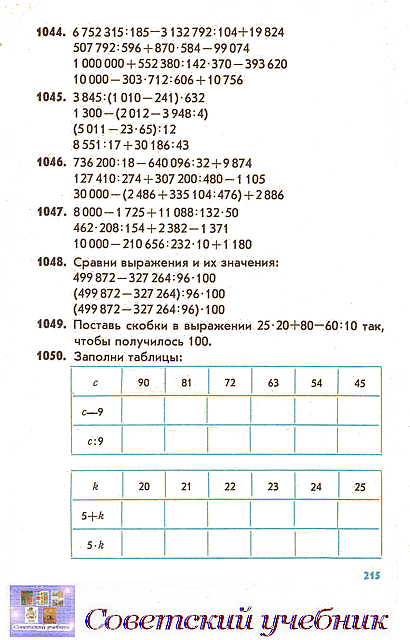 1044. 6 752 315:185—3 132 792:104+19 824
507 792:596+870·584—99 074
1 000 000+552 380:142·370—393 620
10 000—303·712:606+10 756
1045. 3 845:(1 010—241)·632
1 300—(2 012—3 948:4)
(5 011—23·65):12
8 551:17+30 186:43
1046. 736 200:18—640 096:32+9 874
127 410:274+307 200:480—1 105
30 000—(2 486+335 104:476)+2 886
1047. 8 000—1 725+11 088:132·50
462·208:154+2 382—1 371
10 000—210 656:232·10+1 180
1048. Сравни выражения и их значения:
499 872—327 264:96·100
(499 872—327 264):96·100
(499 872—327 264:96)·100
1049. Поставь скобки в выражении 25·20+80—60:10 так,
чтобы получилось 100.
1050. Заполни таблицы:
c 90 81 72 63 54 45
c—9
c:9
k 20 21 22 23 24 25
5+k
5·k
215
Советский учебник
Советский учебник